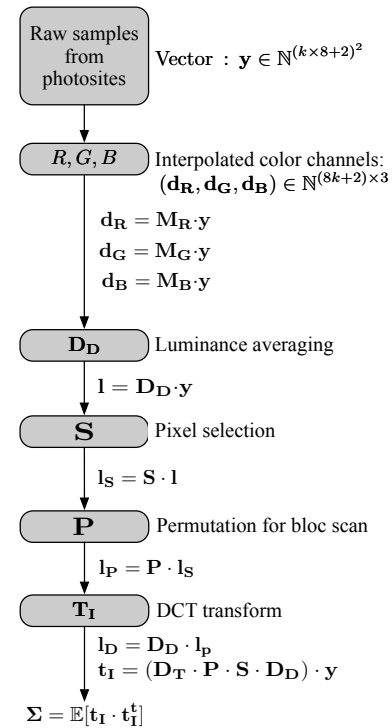 Raw samples
from
photosites
Vector : y ∈ ℕ^{(k×8+2)^2}
R, G, B
Interpolated color channels:
(d_R, d_G, d_B) ∈ ℕ^{(8k+2)×3}
d_R = M_R·y
d_G = M_G·y
d_B = M_B·y
D_D
Luminance averaging
l = D_D·y
S
Pixel selection
l_S = S · l
P
Permutation for bloc scan
l_P = P · l_S
T_I
DCT transform
l_D = D_D · l_p
t_I = (D_T · P · S · D_D) · y
Σ = 𝔼[t_I · t_I^t]